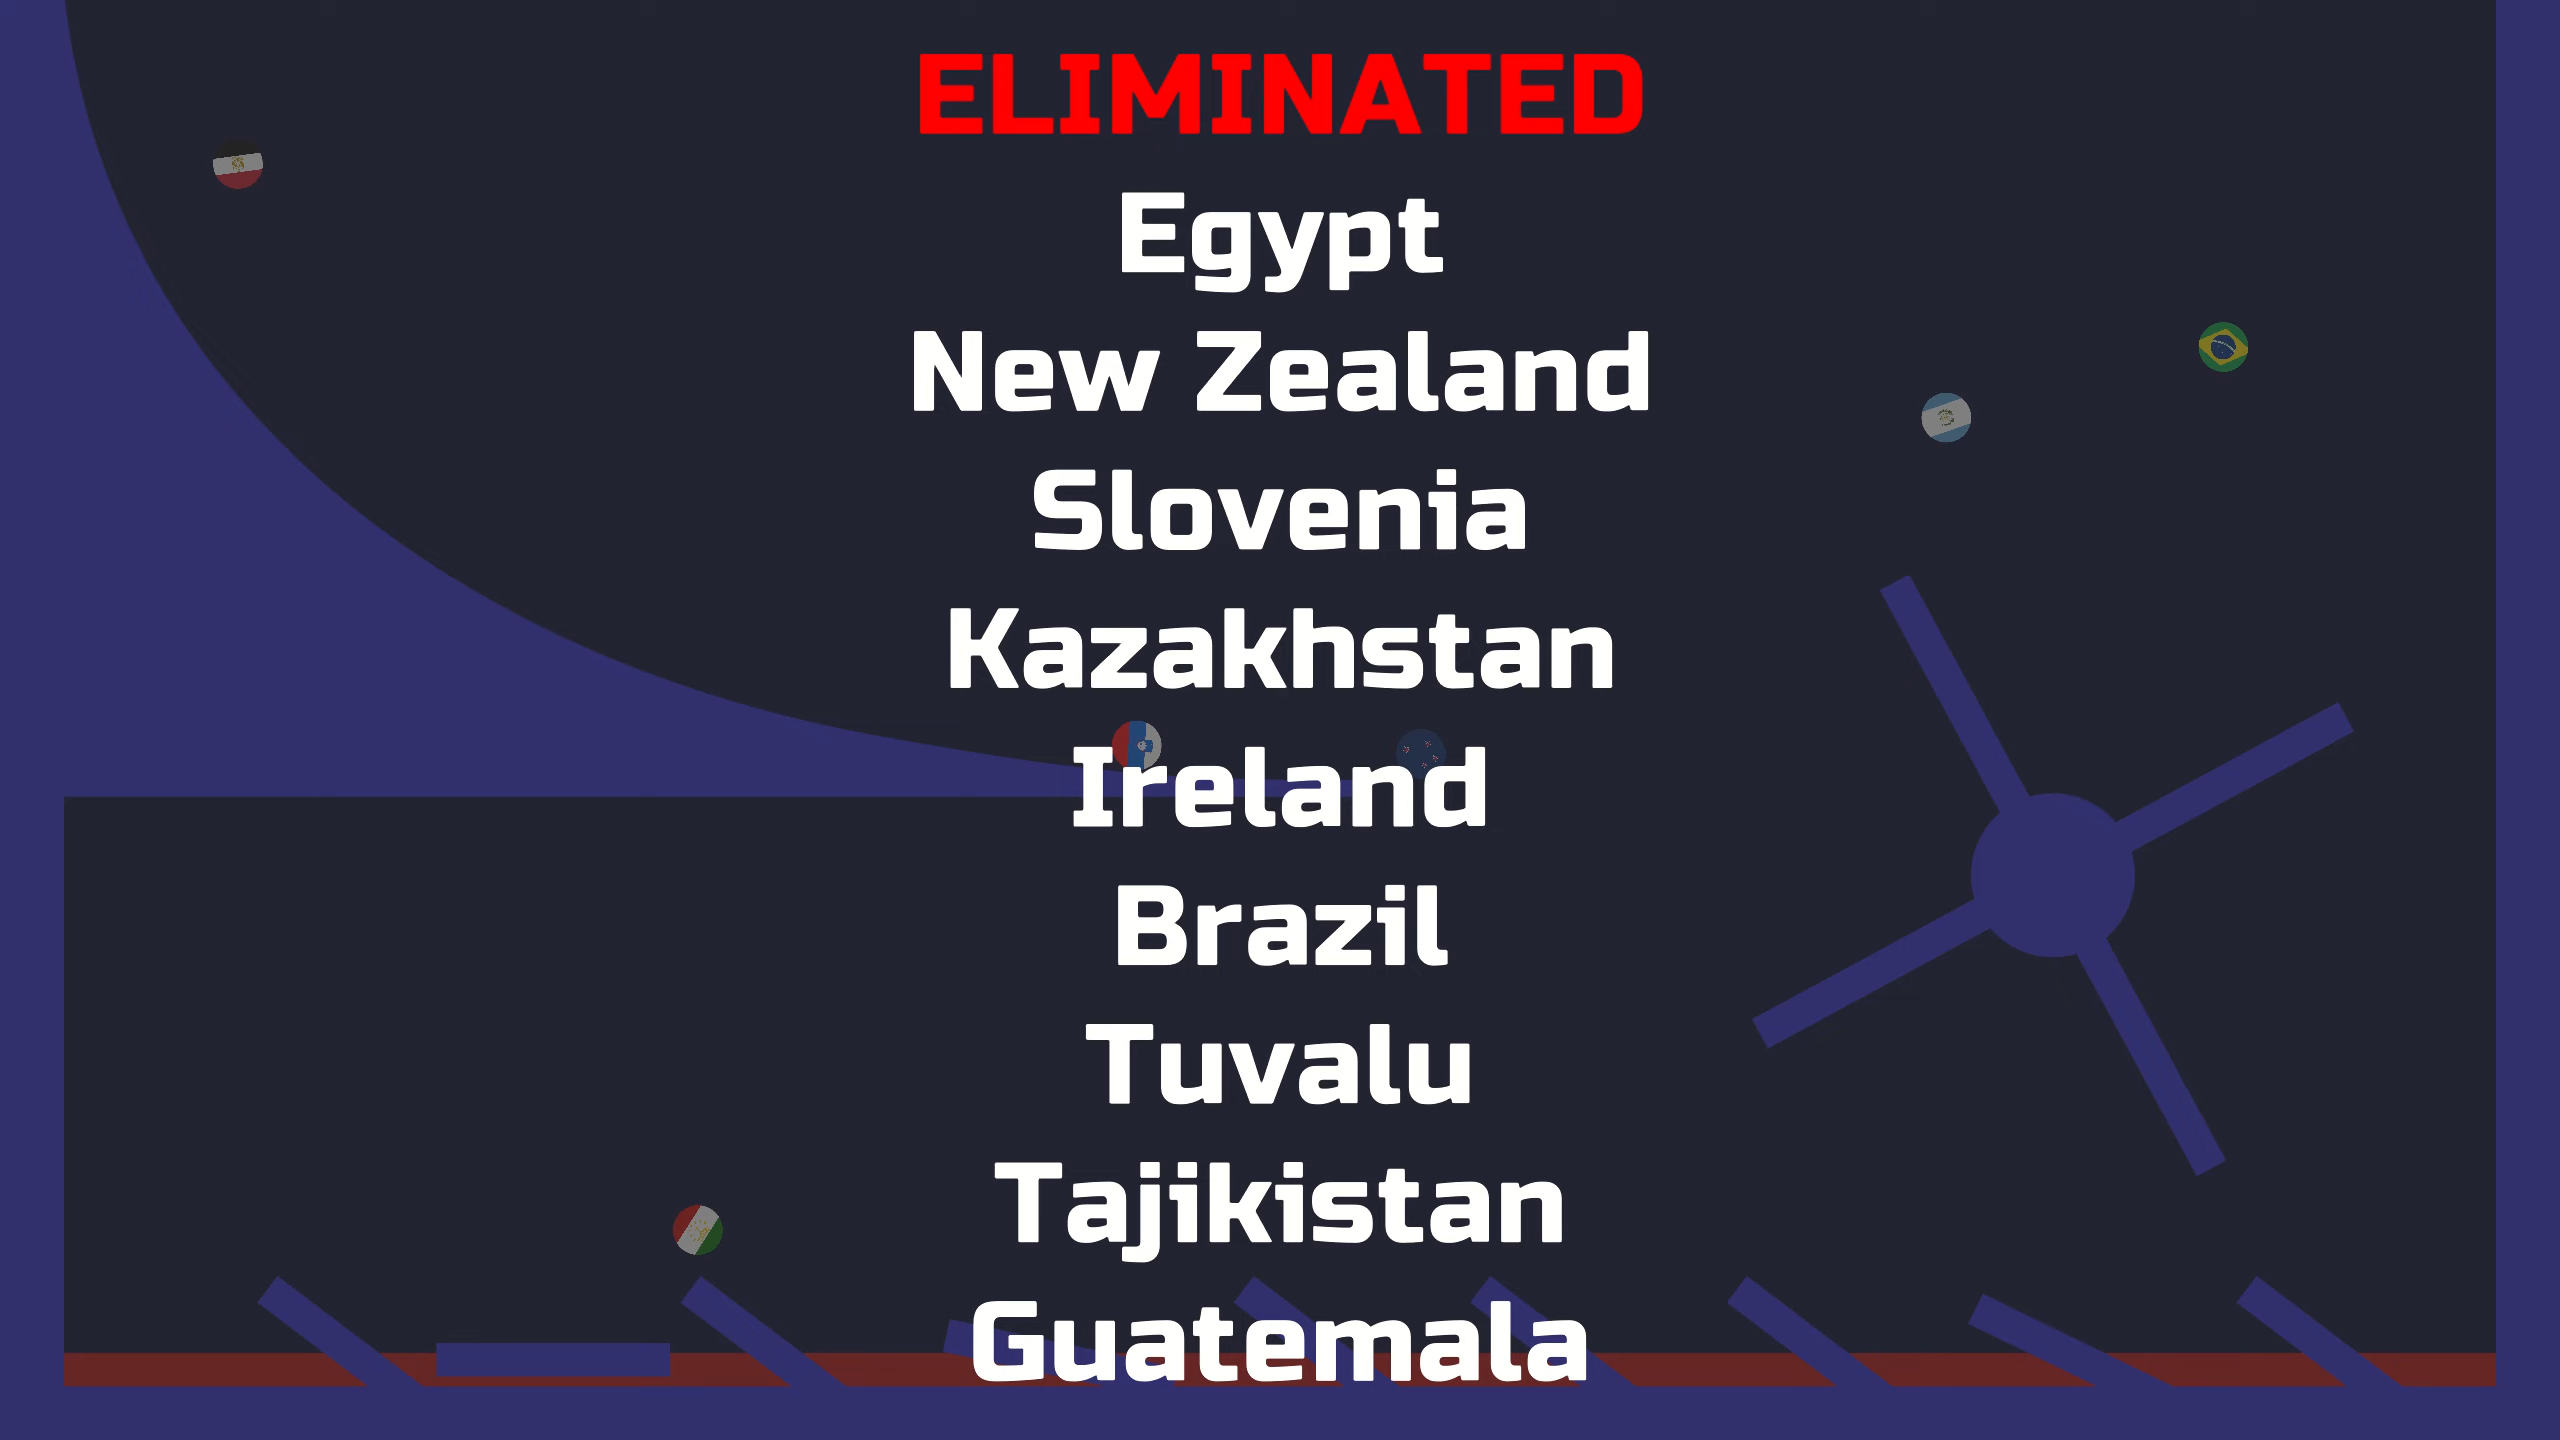 ELIMINATED
Egypt
New Zealand
Slovenia
Kazakhstan
Ireland
Brazil
Tuvalu
Tajikistan
Guatemala